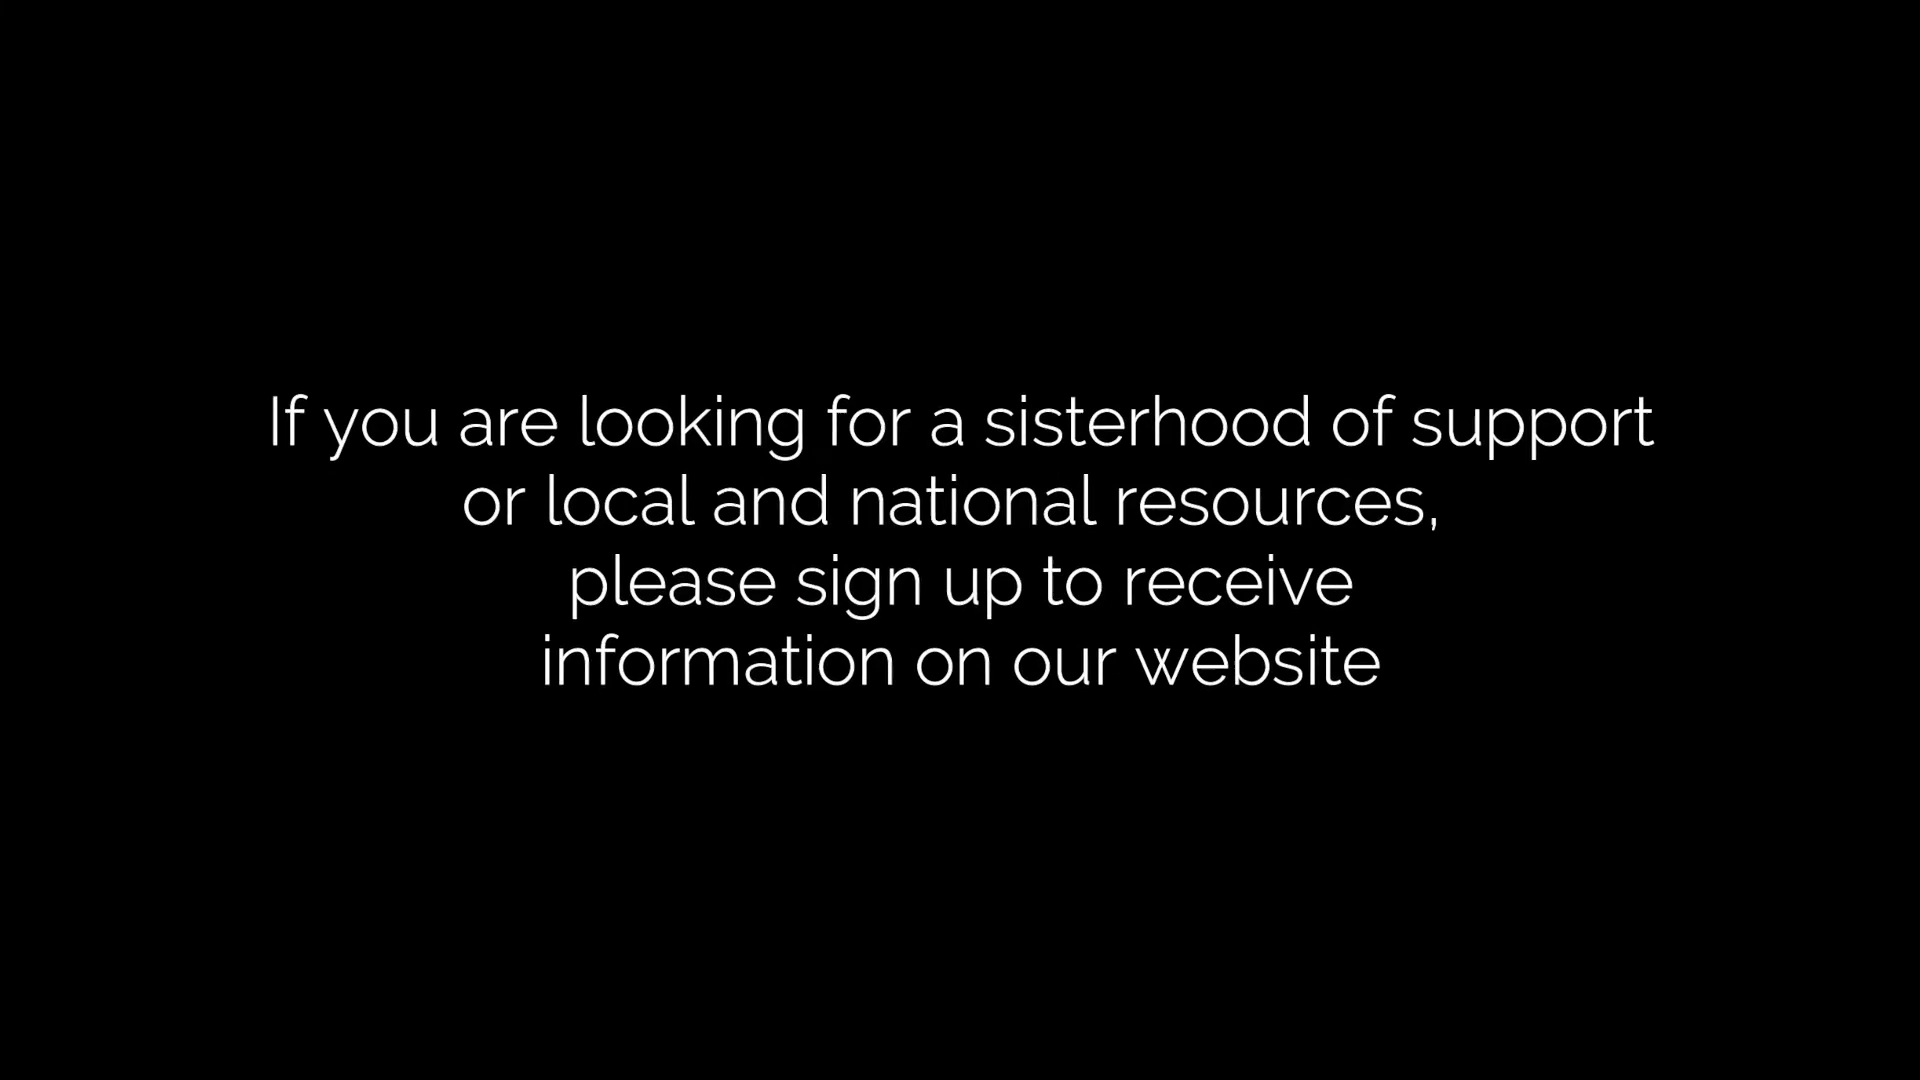 If you are looking for a sisterhood of support
or local and national resources,
please sign up to receive
information on our website